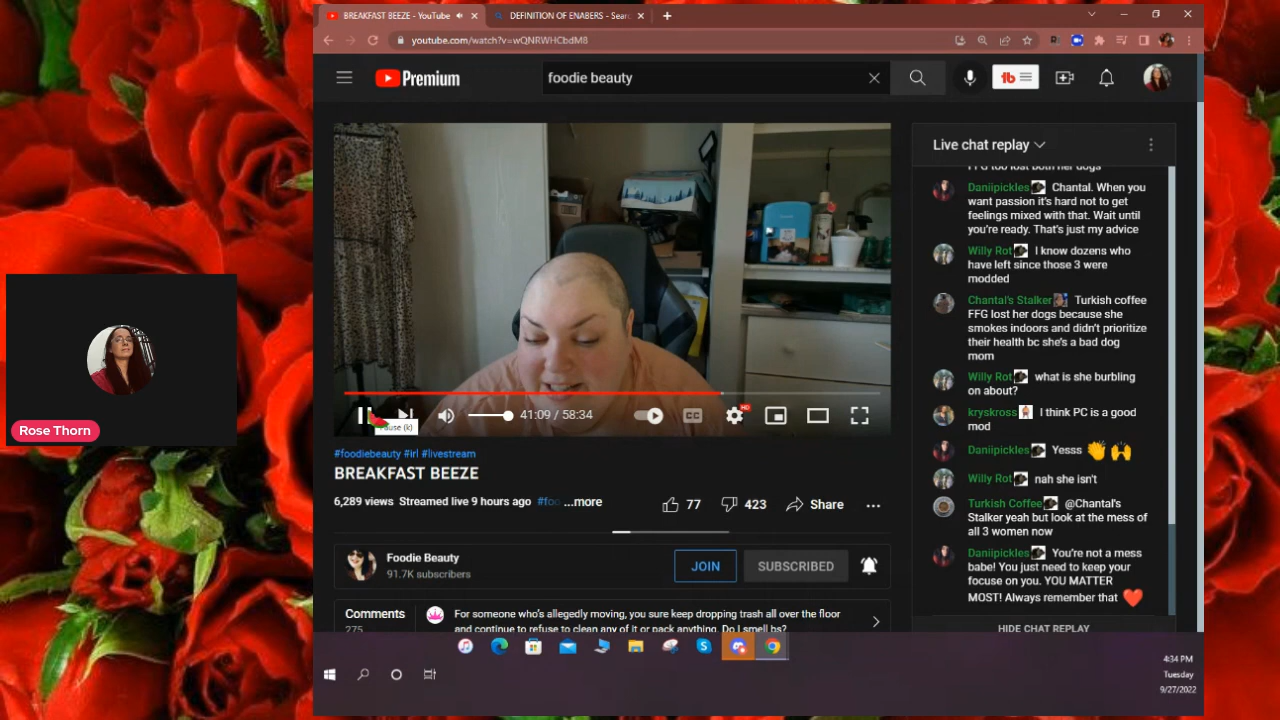 BREAKFAST BEEZE - YouTube
DEFINITION OF ENABERS - Sear
youtube.com/watch?v=wQNRWHCbdM8
Premium
foodie beauty
Live chat replay
FFG too lost both her dogs
Daniipickles Chantal. When you
want passion it's hard not to get
feelings mixed with that. Wait until
you're ready. That's just my advice
Willy Rot I know dozens who
have left since those 3 were
modded
Chantal's Stalker Turkish coffee
FFG lost her dogs because she
smokes indoors and didn't prioritize
their health bc she's a bad dog
mom
Willy Rot what is she burbling
on about?
kryskross I think PC is a good
mod
Daniipickles Yesss
Willy Rot nah she isn't
Turkish Coffee @Chantal's
Stalker yeah but look at the mess of
all 3 women now
Daniipickles You're not a mess
babe! You just need to keep your
focuse on you. YOU MATTER
MOST! Always remember that
HIDE CHAT REPLAY
41:09 / 58:34
CC
HD
Pause (k)
#foodiebeauty #irl #livestream
BREAKFAST BEEZE
6,289 views Streamed live 9 hours ago #foo ...more
77
423
Share
Foodie Beauty
91.7K subscribers
JOIN
SUBSCRIBED
Comments
275
For someone who's allegedly moving, you sure keep dropping trash all over the floor
and continue to refuse to clean any of it or pack anything. Do I smell bs?
Rose Thorn
4:34 PM
Tuesday
9/27/2022